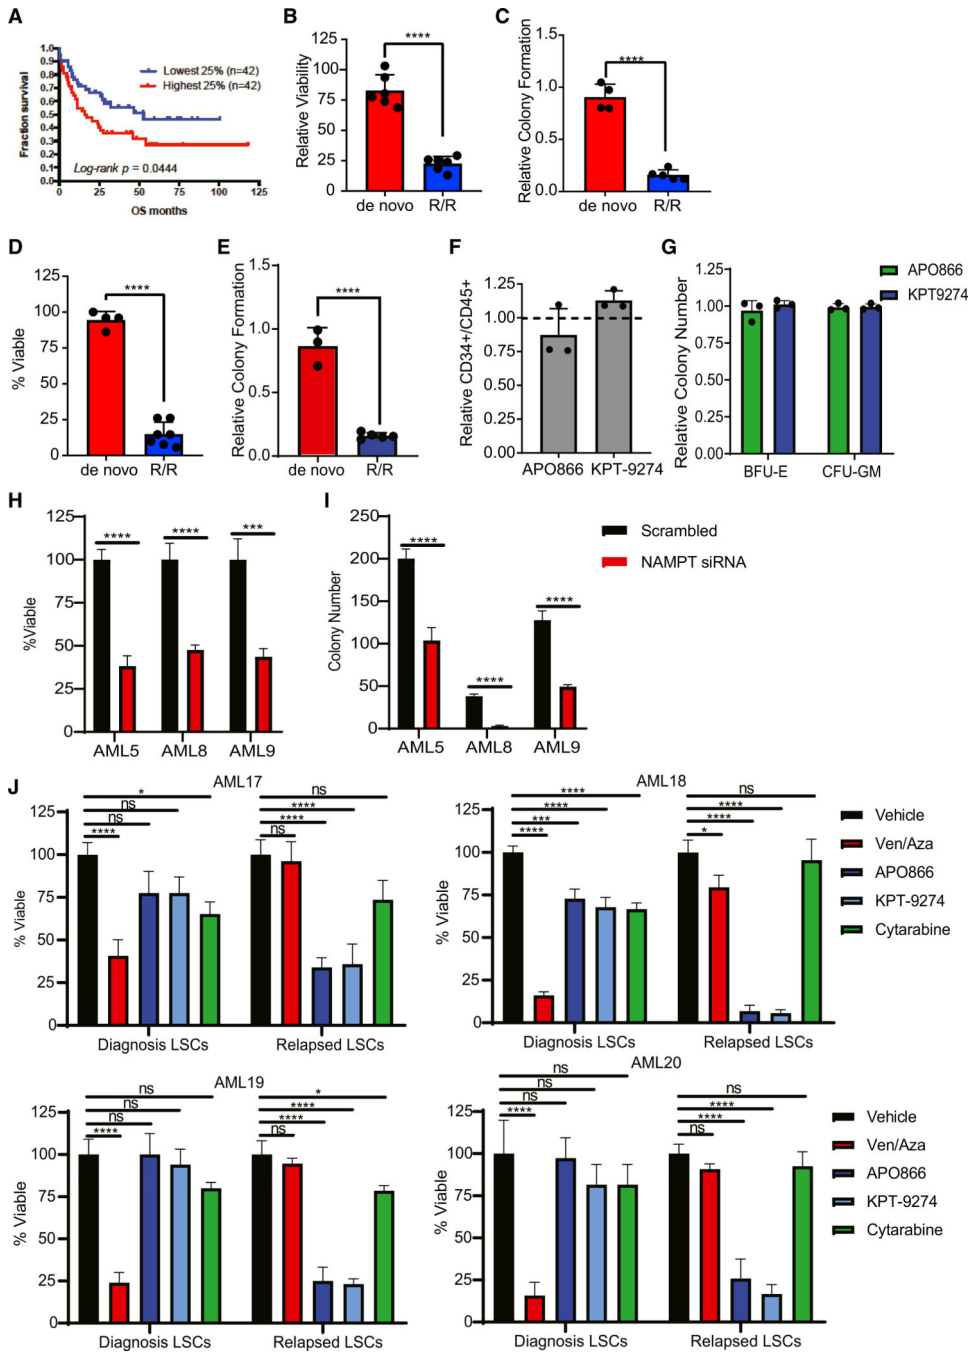 A
Fraction survival
1.0
0.9
0.8
0.7
0.6
0.5
0.4
0.3
0.2
0.1
0.0
Lowest 25% (n=42)
Highest 25% (n=42)
Log-rank p = 0.0444
0 25 50 75 100 125
OS months
B
Relative Viability
125
100
75
50
25
0
****
de novo R/R
C
Relative Colony Formation
1.5
1.0
0.5
0.0
****
de novo R/R
D
% Viable
125
100
75
50
25
0
****
de novo R/R
E
Relative Colony Formation
1.5
1.0
0.5
0.0
****
de novo R/R
F
Relative CD34+/CD45+
1.25
1.00
0.75
0.50
1.25
0.00
APO866 KPT-9274
G
Relative Colony Number
1.25
1.00
0.75
0.50
1.25
0.00
BFU-E CFU-GM
APO866
KPT9274
H
%Viable
125
100
75
50
25
0
**** **** ***
AML5 AML8 AML9
I
Colony Number
250
200
150
100
50
0
****
****
****
AML5 AML8 AML9
Scrambled
NAMPT siRNA
J
AML17
% Viable
125
100
75
50
25
0
*
ns
ns
****
ns
****
****
ns
Diagnosis LSCs Relapsed LSCs
AML18
% Viable
125
100
75
50
25
0
****
****
***
****
ns
****
****
*
Diagnosis LSCs Relapsed LSCs
Vehicle
Ven/Aza
APO866
KPT-9274
Cytarabine
AML19
% Viable
125
100
75
50
25
0
ns
ns
ns
****
*
****
****
ns
Diagnosis LSCs Relapsed LSCs
AML20
% Viable
125
100
75
50
25
0
ns
ns
ns
****
ns
****
****
ns
Diagnosis LSCs Relapsed LSCs
Vehicle
Ven/Aza
APO866
KPT-9274
Cytarabine